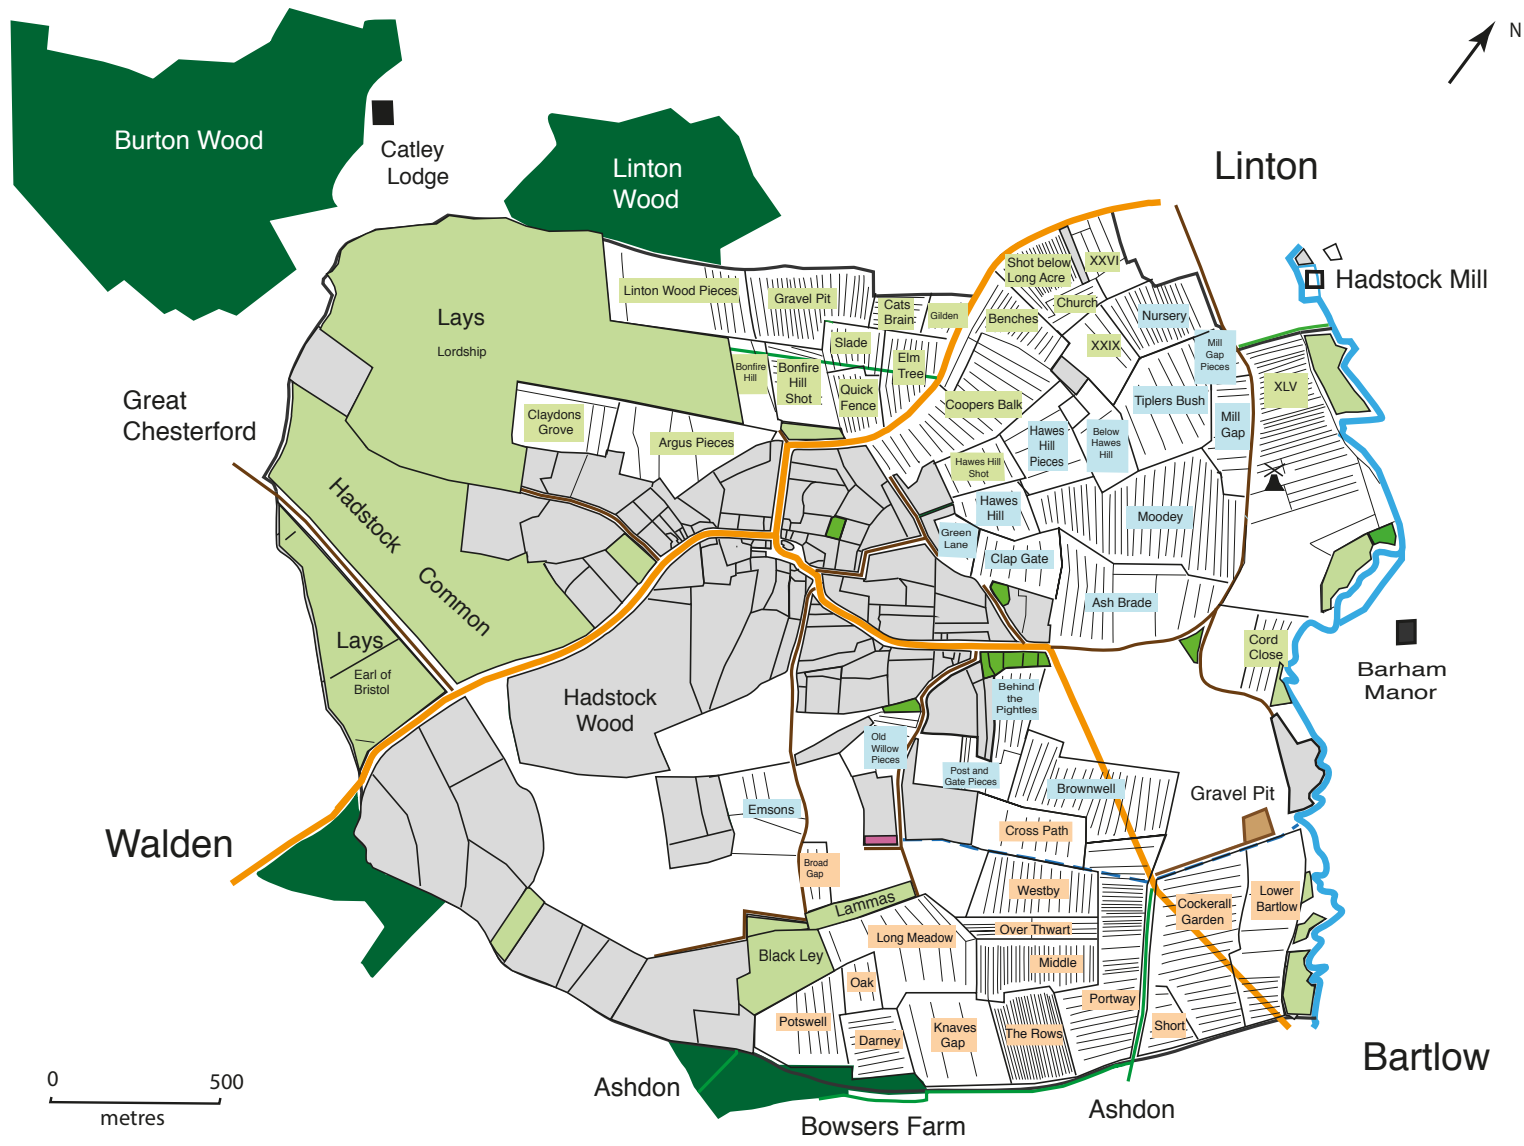 N
Burton Wood
Catley
Lodge
Linton
Wood
Linton
Hadstock Mill
Great
Chesterford
Lays
Lordship
Linton Wood Pieces
Gravel Pit
Cats
Brain
Gilden
Shot below
Long Acre
XXVI
Church
Benches
XXIX
Nursery
Mill
Gap
Pieces
Slade
Elm
Tree
Bonfire
Hill
Bonfire
Hill
Shot
Quick
Fence
Coopers Balk
Tiplers Bush
Mill
Gap
XLV
Claydons
Grove
Argus Pieces
Hawes
Hill
Pieces
Below
Hawes
Hill
Hawes Hill
Shot
Hawes
Hill
Moodey
Green
Lane
Clap Gate
Ash Brade
Hadstock
Common
Lays
Earl of
Bristol
Cord
Close
Barham
Manor
Hadstock
Wood
Behind
the
Pightles
Old
Willow
Pieces
Post and
Gate Pieces
Brownwell
Gravel Pit
Emsons
Cross Path
Walden
Broad
Gap
Westby
Cockerall
Garden
Lower
Bartlow
Lammas
Over Thwart
Long Meadow
Black Ley
Middle
Oak
Portway
Potswell
Darney
Knaves
Gap
The Rows
Short
Bartlow
0
500
metres
Ashdon
Bowsers Farm
Ashdon